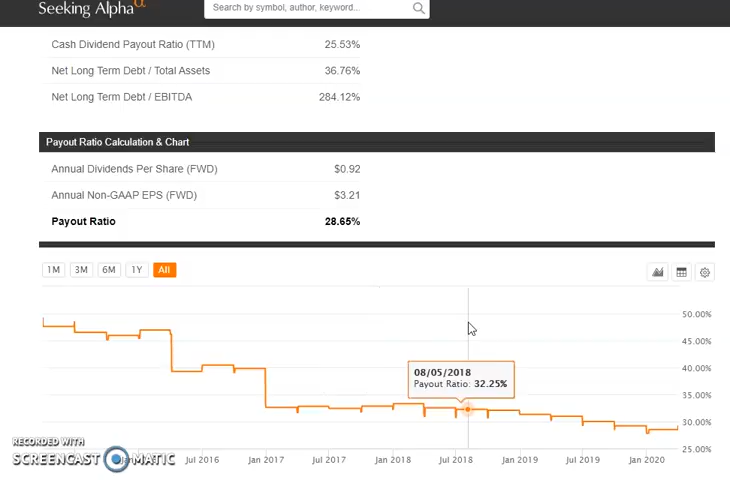 Seeking Alpha α
Search by symbol, author, keyword...
Cash Dividend Payout Ratio (TTM) 25.53%
Net Long Term Debt / Total Assets 36.76%
Net Long Term Debt / EBITDA 284.12%
Payout Ratio Calculation & Chart
Annual Dividends Per Share (FWD) $0.92
Annual Non-GAAP EPS (FWD) $3.21
Payout Ratio 28.65%
1M 3M 6M 1Y All
50.00%
45.00%
40.00%
35.00%
30.00%
25.00%
08/05/2018
Payout Ratio: 32.25%
Jul 2016 Jan 2017 Jul 2017 Jan 2018 Jul 2018 Jan 2019 Jul 2019 Jan 2020
RECORDED WITH
SCREENCAST MATIC